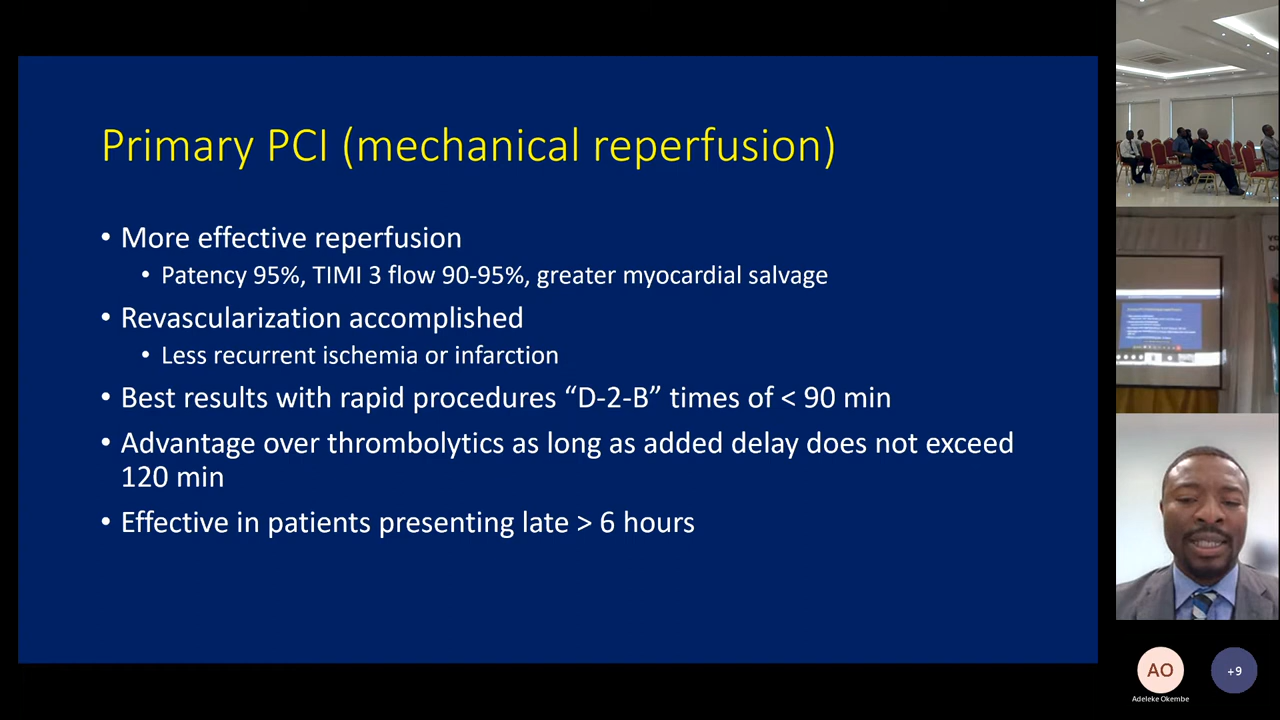 Primary PCI (mechanical reperfusion)
• More effective reperfusion
• Patency 95%, TIMI 3 flow 90-95%, greater myocardial salvage
• Revascularization accomplished
• Less recurrent ischemia or infarction
• Best results with rapid procedures “D-2-B” times of < 90 min
• Advantage over thrombolytics as long as added delay does not exceed
120 min
• Effective in patients presenting late > 6 hours
AO
+9
Adeleke Okembe